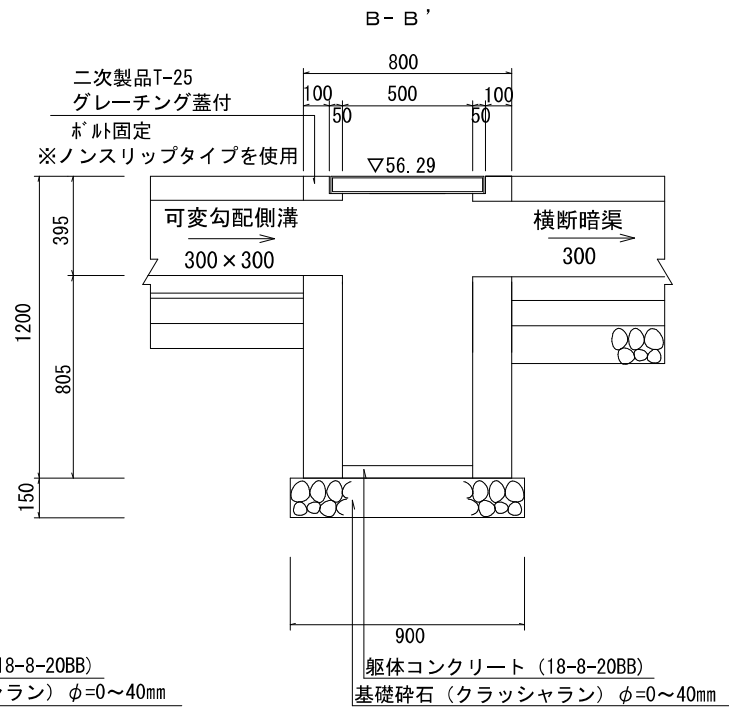 B-B'
800
100 500 100
50 50
二次製品T-25
グレーチング蓋付
ボルト固定
※ノンスリップタイプを使用
▽56.29
可変勾配側溝
300×300
横断暗渠
300
395
1200
805
150
900
18-8-20BB)
ラン) φ=0～40mm
躯体コンクリート (18-8-20BB)
基礎砕石 (クラッシャラン) φ=0～40mm